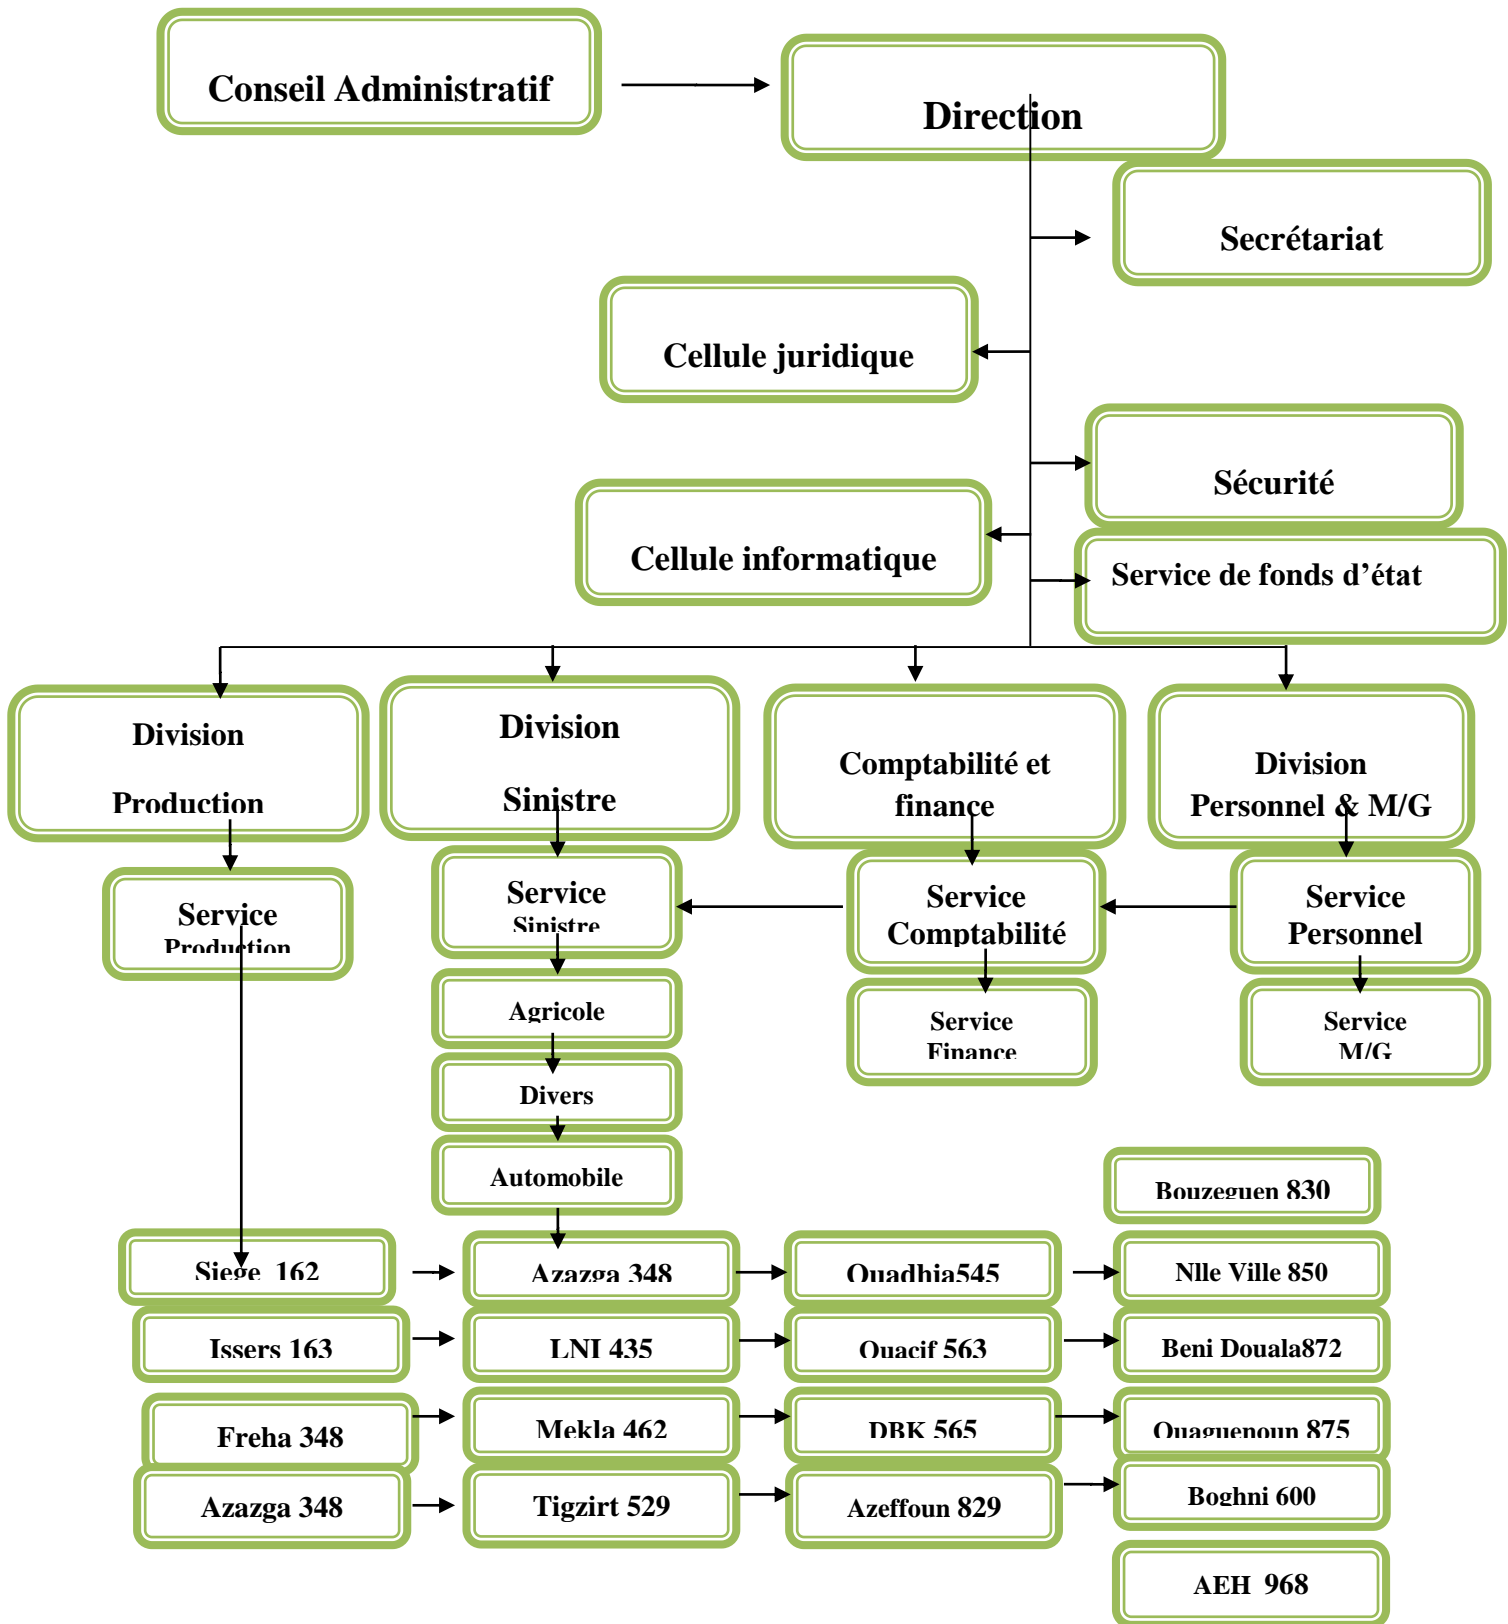 Conseil Administratif
Direction
Secrétariat
Cellule juridique
Sécurité
Cellule informatique
Service de fonds d'état
Division
Production
Division
Sinistre
Comptabilité et
finance
Division
Personnel & M/G
Service
Production
Service
Sinistre
Service
Comptabilité
Service
Personnel
Agricole
Service
Finance
Service
M/G
Divers
Automobile
Bouzeguen 830
Siege 162
Azazga 348
Ouadhia545
Nlle Ville 850
Issers 163
LNI 435
Ouacif 563
Beni Douala872
Freha 348
Mekla 462
DBK 565
Ouaguenoun 875
Azazga 348
Tigzirt 529
Azeffoun 829
Boghni 600
AEH 968